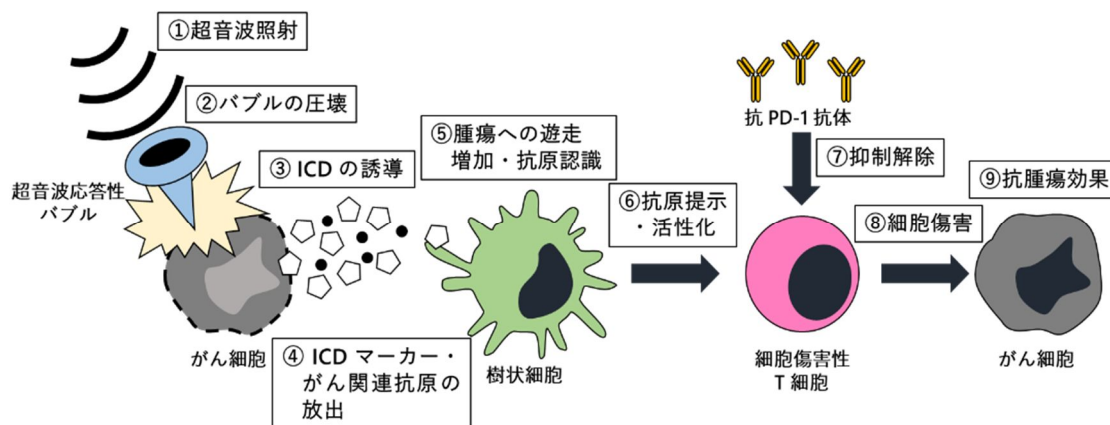 ①超音波照射
②バブルの圧壊
超音波応答性
バブル
③ ICD の誘導
がん細胞
④ ICD マーカー・
がん関連抗原の
放出
⑤腫瘍への遊走
増加・抗原認識
樹状細胞
⑥抗原提示
・活性化
抗 PD-1 抗体
⑦抑制解除
細胞傷害性
T 細胞
⑧細胞傷害
⑨抗腫瘍効果
がん細胞